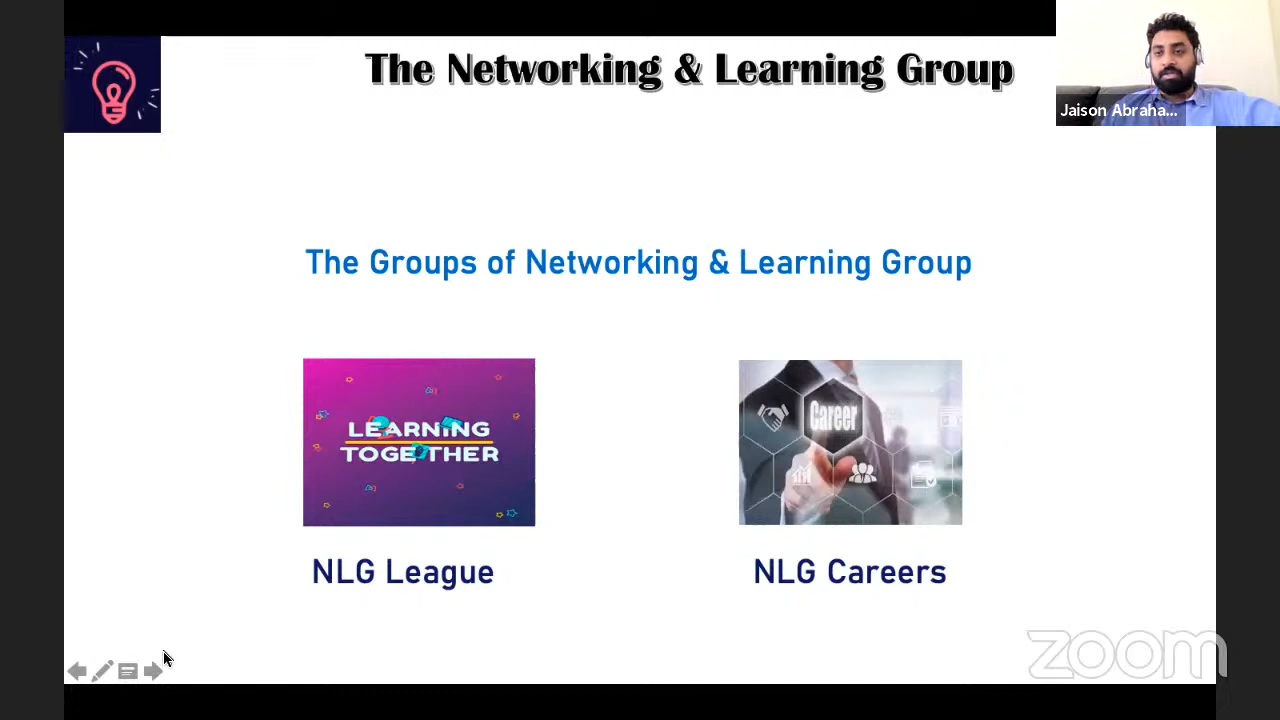 The Networking & Learning Group
Jaison Abraha...
The Groups of Networking & Learning Group
LEARNING
TOGETHER
Career
NLG League
NLG Careers
zoom